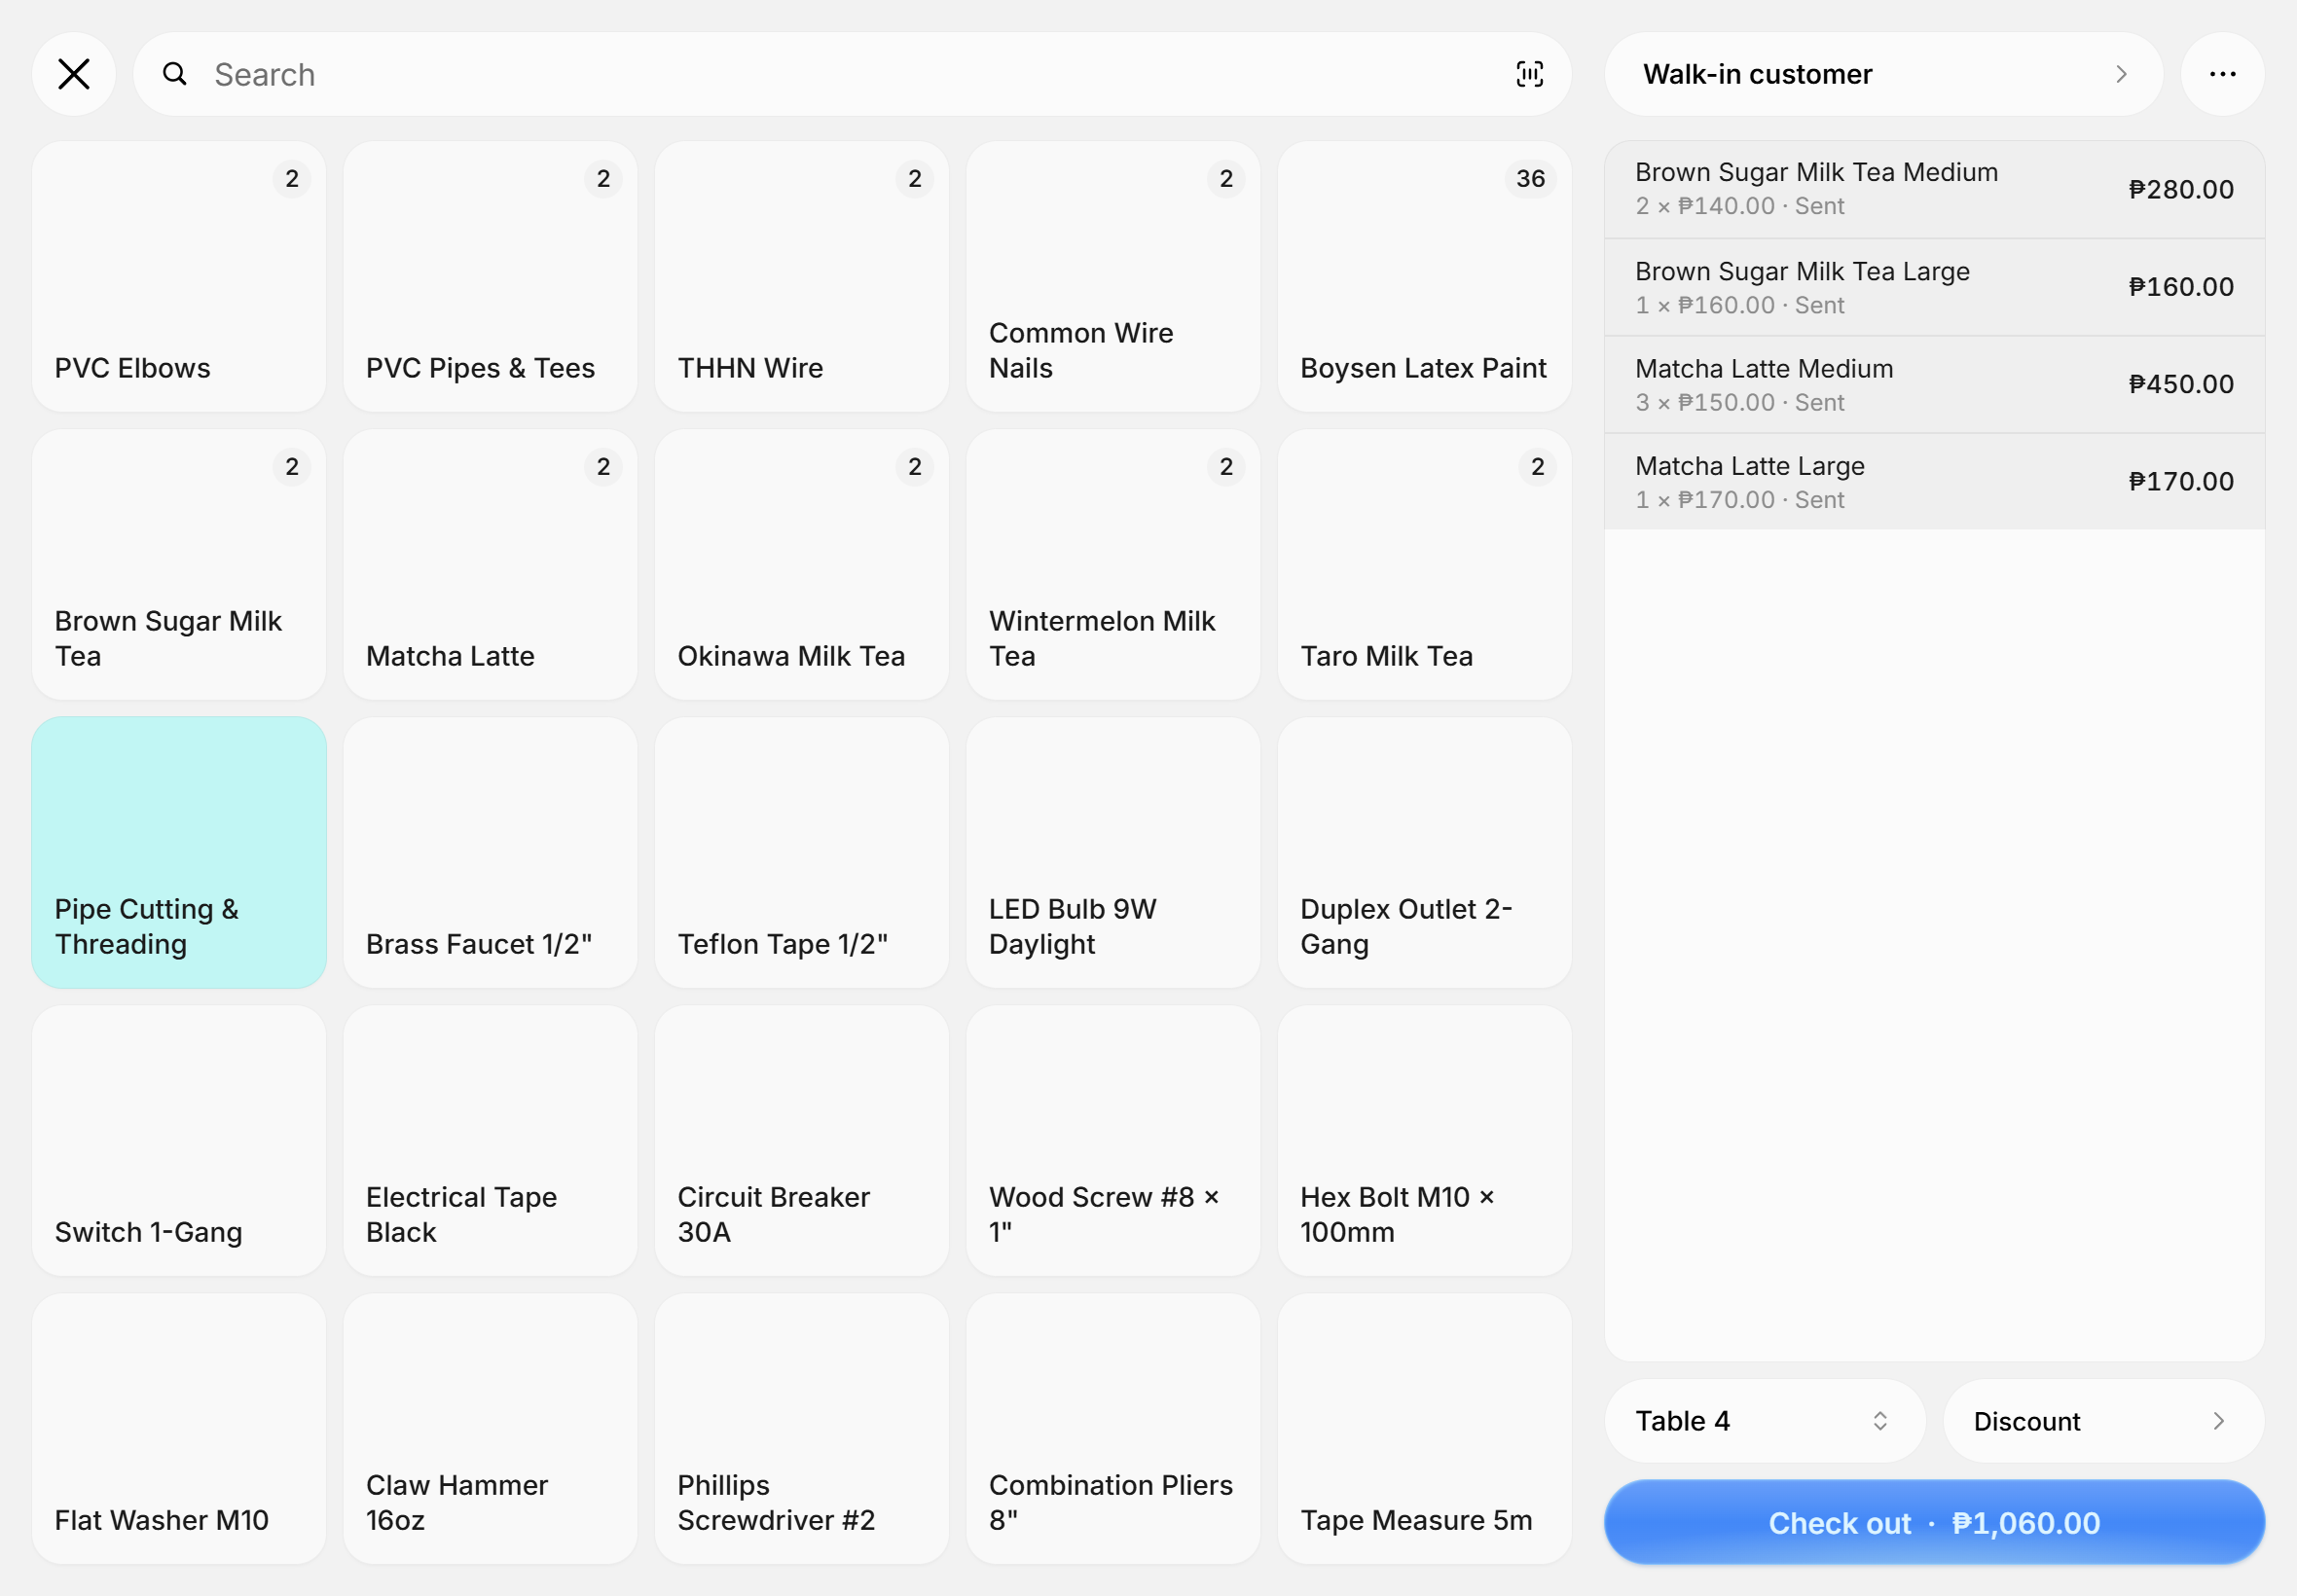 Search
Walk-in customer
2
PVC Elbows
2
PVC Pipes & Tees
2
THHN Wire
2
Common Wire
Nails
36
Boysen Latex Paint
2
Brown Sugar Milk
Tea
2
Matcha Latte
2
Okinawa Milk Tea
2
Wintermelon Milk
Tea
2
Taro Milk Tea
Pipe Cutting &
Threading
Brass Faucet 1/2"
Teflon Tape 1/2"
LED Bulb 9W
Daylight
Duplex Outlet 2-
Gang
Switch 1-Gang
Electrical Tape
Black
Circuit Breaker
30A
Wood Screw #8 ×
1"
Hex Bolt M10 ×
100mm
Flat Washer M10
Claw Hammer
16oz
Phillips
Screwdriver #2
Combination Pliers
8"
Tape Measure 5m
Brown Sugar Milk Tea Medium
2 × ₱140.00 · Sent
₱280.00
Brown Sugar Milk Tea Large
1 × ₱160.00 · Sent
₱160.00
Matcha Latte Medium
3 × ₱150.00 · Sent
₱450.00
Matcha Latte Large
1 × ₱170.00 · Sent
₱170.00
Table 4
Discount
Check out · ₱1,060.00